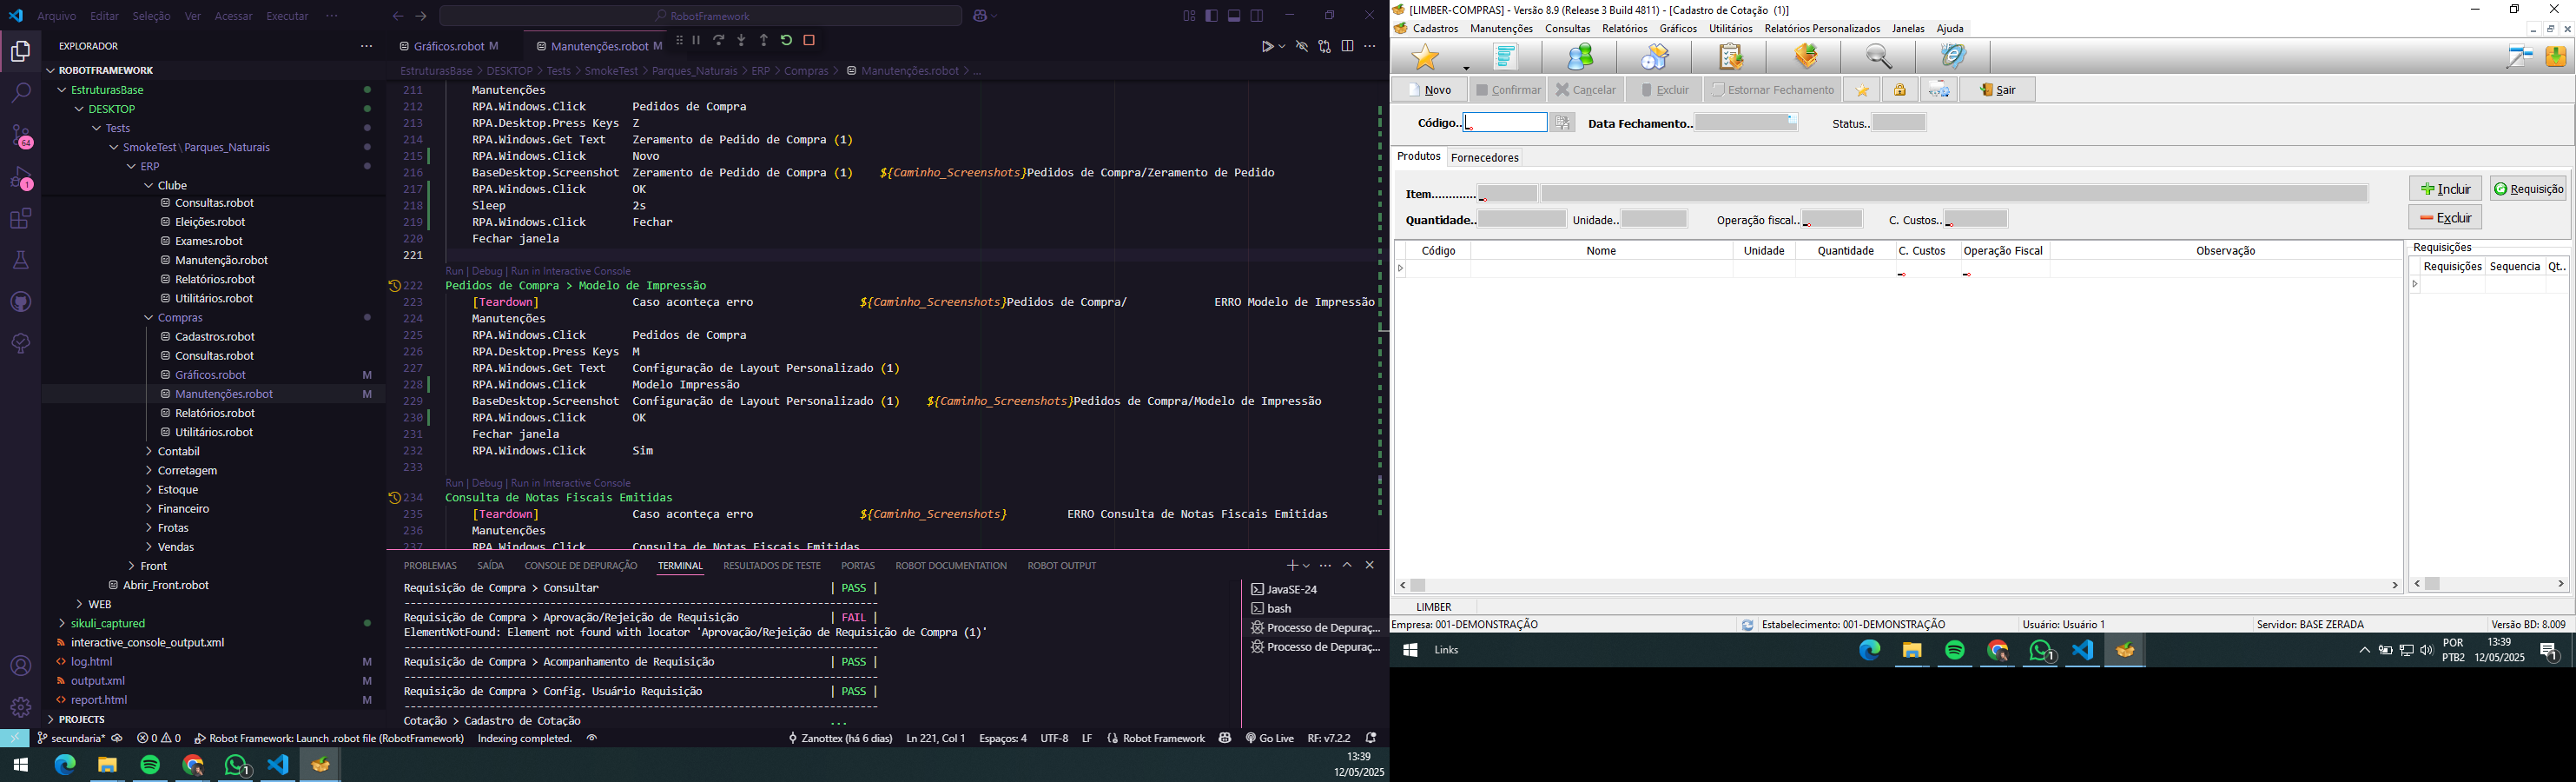 Arquivo Editar Seleção Ver Acessar Executar ···
RobotFramework
EXPLORADOR
ROBOTFRAMEWORK
EstruturasBase
DESKTOP
Tests
SmokeTest\Parques_Naturais
ERP
Clube
Consultas.robot
Eleições.robot
Exames.robot
Manutenção.robot
Relatórios.robot
Utilitários.robot
Compras
Cadastros.robot
Consultas.robot
Gráficos.robot M
Manutenções.robot M
Relatórios.robot
Utilitários.robot
Contabil
Corretagem
Estoque
Financeiro
Frotas
Vendas
Front
Abrir_Front.robot
WEB
sikuli_captured
interactive_console_output.xml
log.html M
output.xml M
report.html M
PROJECTS
64
1
Gráficos.robot M Manutenções.robot M
EstruturasBase > DESKTOP > Tests > SmokeTest > Parques_Naturais > ERP > Compras > Manutenções.robot > ...
211 Manutenções
212 RPA.Windows.Click Pedidos de Compra
213 RPA.Desktop.Press Keys Z
214 RPA.Windows.Get Text Zeramento de Pedido de Compra (1)
215 RPA.Windows.Click Novo
216 BaseDesktop.Screenshot Zeramento de Pedido de Compra (1) ${Caminho_Screenshots}Pedidos de Compra/Zeramento de Pedido
217 RPA.Windows.Click OK
218 Sleep 2s
219 RPA.Windows.Click Fechar
220 Fechar janela
221
Run | Debug | Run in Interactive Console
222 Pedidos de Compra > Modelo de Impressão
223 [Teardown] Caso aconteça erro ${Caminho_Screenshots}Pedidos de Compra/ ERRO Modelo de Impressão
224 Manutenções
225 RPA.Windows.Click Pedidos de Compra
226 RPA.Desktop.Press Keys M
227 RPA.Windows.Get Text Configuração de Layout Personalizado (1)
228 RPA.Windows.Click Modelo Impressão
229 BaseDesktop.Screenshot Configuração de Layout Personalizado (1) ${Caminho_Screenshots}Pedidos de Compra/Modelo de Impressão
230 RPA.Windows.Click OK
231 Fechar janela
232 RPA.Windows.Click Sim
233
Run | Debug | Run in Interactive Console
234 Consulta de Notas Fiscais Emitidas
235 [Teardown] Caso aconteça erro ${Caminho_Screenshots} ERRO Consulta de Notas Fiscais Emitidas
236 Manutenções
237 RPA.Windows.Click Consulta de Notas Fiscais Emitidas
PROBLEMAS SAÍDA CONSOLE DE DEPURAÇÃO TERMINAL RESULTADOS DE TESTE PORTAS ROBOT DOCUMENTATION ROBOT OUTPUT
Requisição de Compra > Consultar | PASS |
------------------------------------------------------------------------------
Requisição de Compra > Aprovação/Rejeição de Requisição | FAIL |
ElementNotFound: Element not found with locator 'Aprovação/Rejeição de Requisição de Compra (1)'
------------------------------------------------------------------------------
Requisição de Compra > Acompanhamento de Requisição | PASS |
------------------------------------------------------------------------------
Requisição de Compra > Config. Usuário Requisição | PASS |
------------------------------------------------------------------------------
Cotação > Cadastro de Cotação ...
JavaSE-24
bash
Processo de Depuraç...
Processo de Depuraç...
secundaria* 0 0 Robot Framework: Launch .robot file (RobotFramework) Indexing completed. Zanottex (há 6 dias) Ln 221, Col 1 Espaços: 4 UTF-8 LF Robot Framework Go Live RF: v7.2.2
1
13:39
12/05/2025
[LIMBER-COMPRAS] - Versão 8.9 (Release 3 Build 4811) - [Cadastro de Cotação (1)]
Cadastros Manutenções Consultas Relatórios Gráficos Utilitários Relatórios Personalizados Janelas Ajuda
Novo Confirmar Cancelar Excluir Estornar Fechamento Sair
Código.. Data Fechamento.. Status..
Produtos Fornecedores
Item............. Incluir Requisição
Quantidade.. Unidade.. Operação fiscal.. C. Custos.. Excluir
Código Nome Unidade Quantidade C. Custos Operação Fiscal Observação
Requisições
Requisições Sequencia Qt..
LIMBER
Empresa: 001-DEMONSTRAÇÃO Estabelecimento: 001-DEMONSTRAÇÃO Usuário: Usuário 1 Servidor: BASE ZERADA Versão BD: 8.009
Links
1
POR
PTB2
13:39
12/05/2025
1